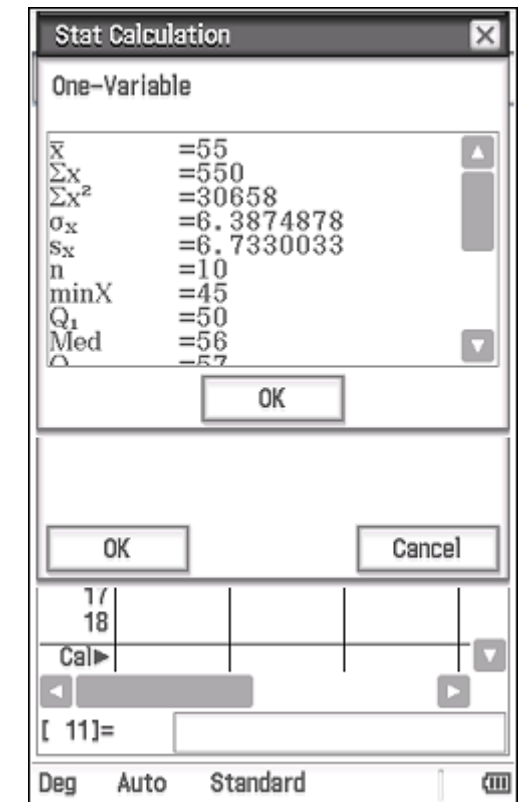 Stat Calculation
One-Variable
x̄ =55
Σx =550
Σx² =30658
σx =6.3874878
sx =6.7330033
n =10
minX =45
Q₁ =50
Med =56
=57
OK
OK Cancel
17
18
Cal▶
[ 11]=
Deg Auto Standard